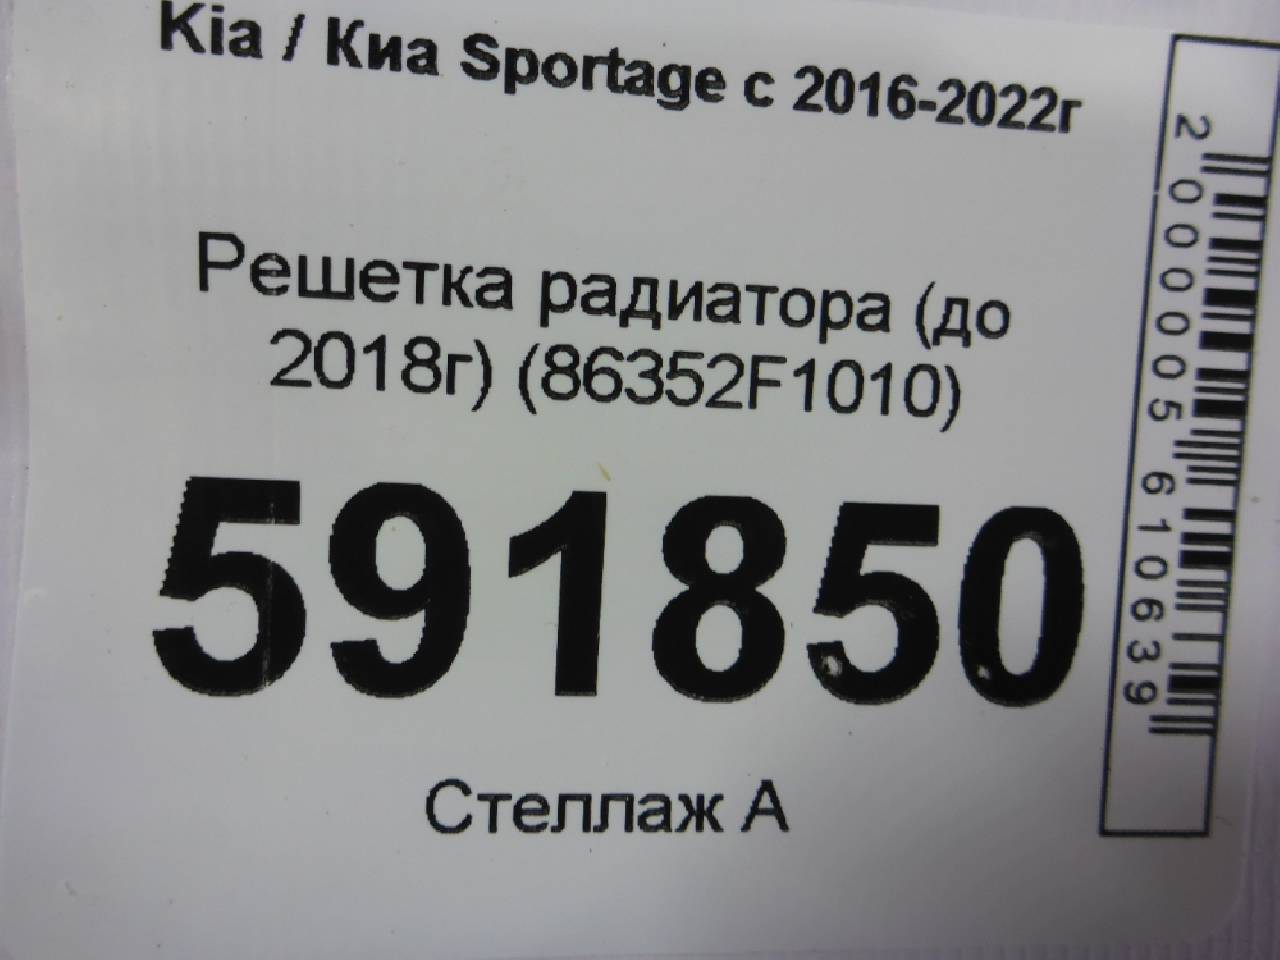 Kia / Киа Sportage с 2016-2022г
Решетка радиатора (до
2018г) (86352F1010)
591850
Стеллаж А
2000005610639